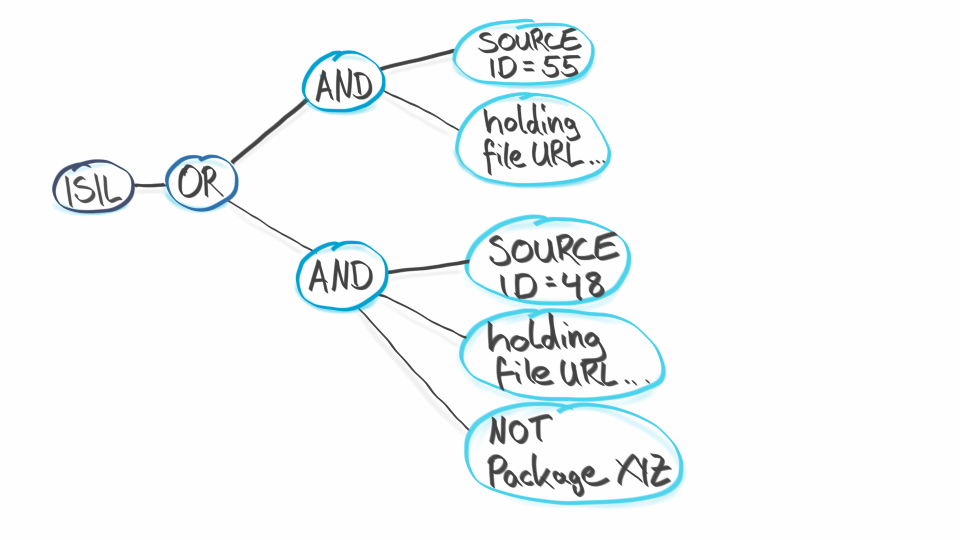 ISIL
OR
AND
SOURCE
ID=55
holding
file URL...
AND
SOURCE
ID=48
holding
file URL...
NOT
Package XYZ